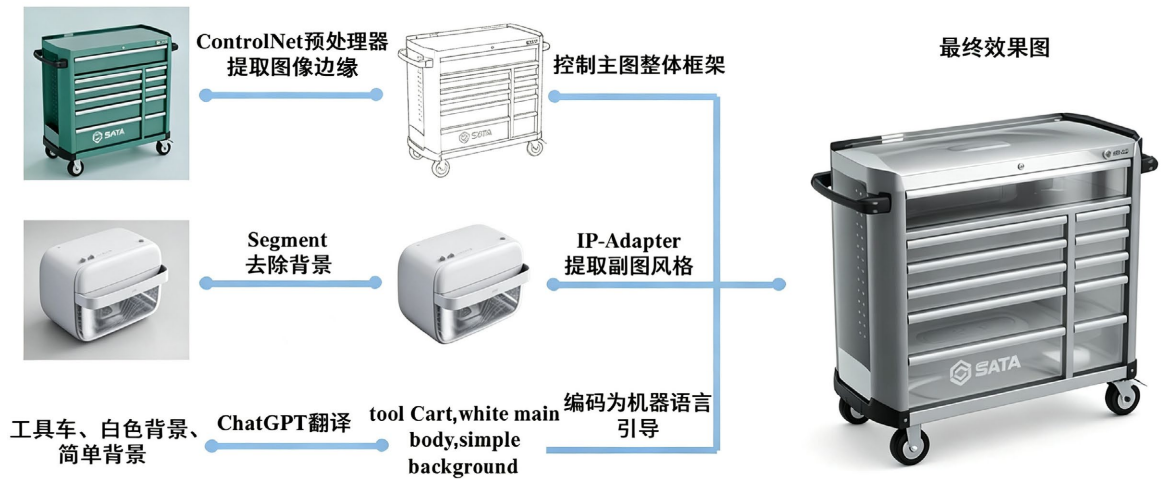 ControlNet预处理器
提取图像边缘
控制主图整体框架
最终效果图
SATA
SATA
Segment
去除背景
IP-Adapter
提取副图风格
SATA
工具车、白色背景、
简单背景
ChatGPT翻译
tool Cart,white main
body,simple
background
编码为机器语言
引导